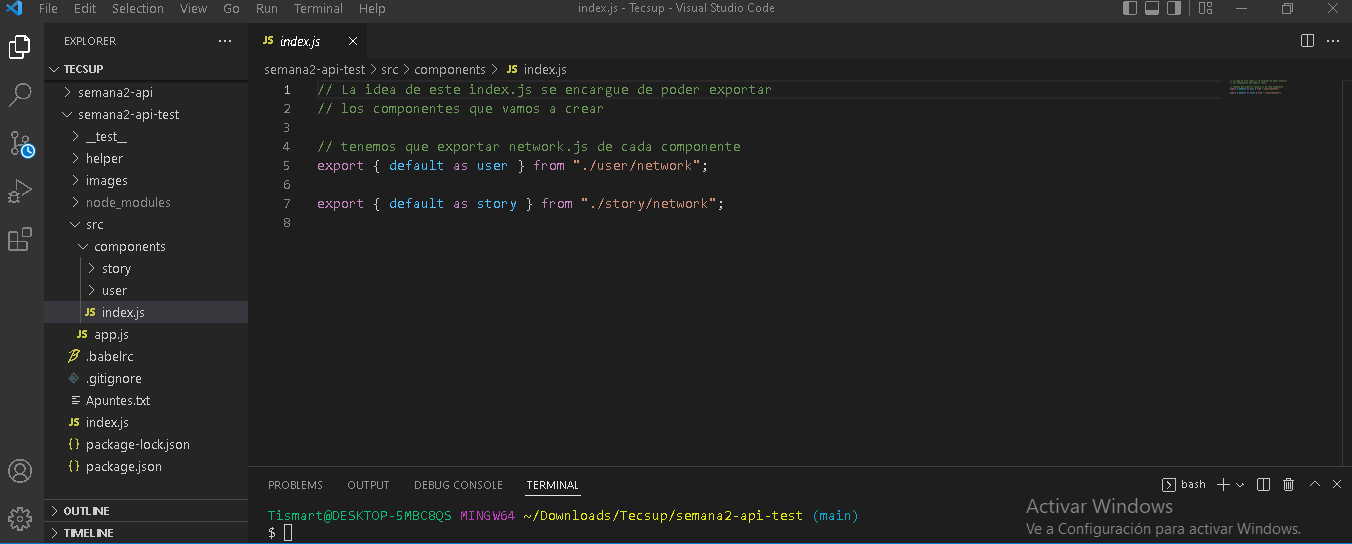 File Edit Selection View Go Run Terminal Help index.js - Tecsup - Visual Studio Code
EXPLORER
TECSUP
semana2-api
semana2-api-test
__test__
helper
images
node_modules
src
components
story
user
JS index.js
JS app.js
.babelrc
.gitignore
Apuntes.txt
JS index.js
{} package-lock.json
{} package.json
OUTLINE
TIMELINE
JS index.js
semana2-api-test > src > components > JS index.js
1 // La idea de este index.js se encargue de poder exportar
2 // los componentes que vamos a crear
3
4 // tenemos que exportar network.js de cada componente
5 export { default as user } from "./user/network";
6
7 export { default as story } from "./story/network";
8
PROBLEMS OUTPUT DEBUG CONSOLE TERMINAL bash
Tismart@DESKTOP-5MBC8QS MINGW64 ~/Downloads/Tecsup/semana2-api-test (main)
$
Activar Windows
Ve a Configuración para activar Windows.